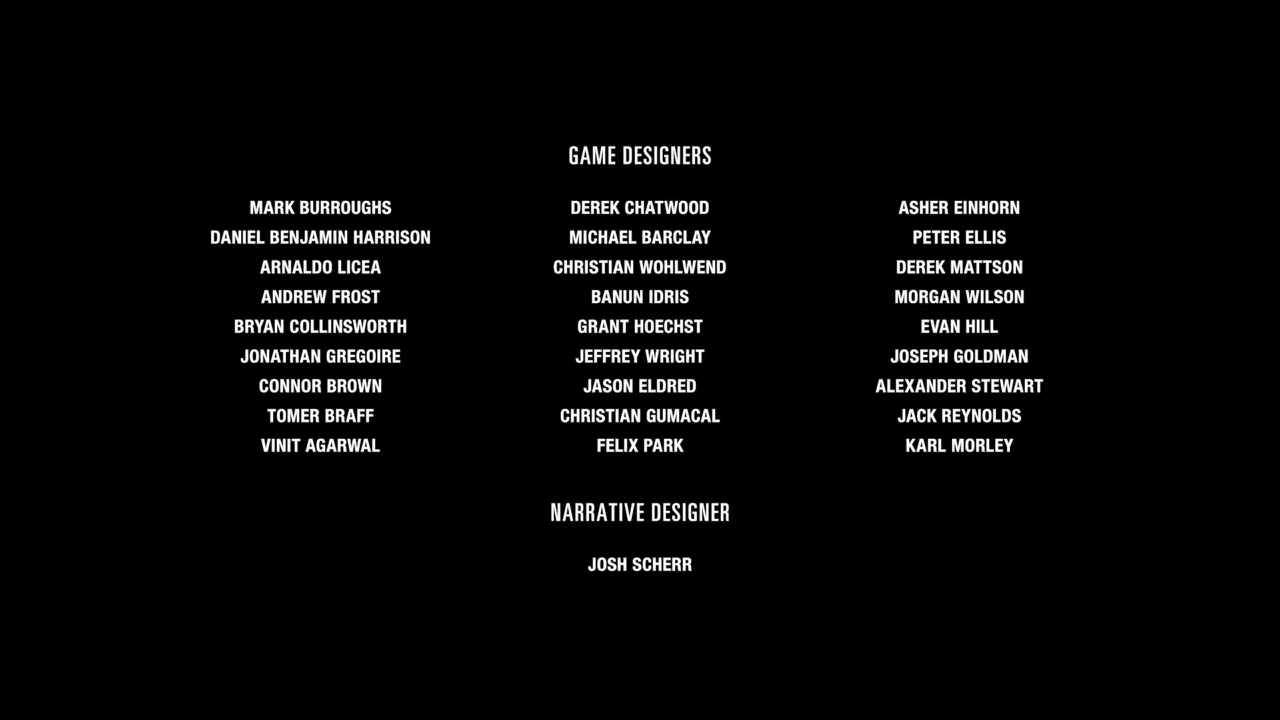 GAME DESIGNERS
MARK BURROUGHS DEREK CHATWOOD ASHER EINHORN
DANIEL BENJAMIN HARRISON MICHAEL BARCLAY PETER ELLIS
ARNALDO LICEA CHRISTIAN WOHLWEND DEREK MATTSON
ANDREW FROST BANUN IDRIS MORGAN WILSON
BRYAN COLLINSWORTH GRANT HOECHST EVAN HILL
JONATHAN GREGOIRE JEFFREY WRIGHT JOSEPH GOLDMAN
CONNOR BROWN JASON ELDRED ALEXANDER STEWART
TOMER BRAFF CHRISTIAN GUMACAL JACK REYNOLDS
VINIT AGARWAL FELIX PARK KARL MORLEY
NARRATIVE DESIGNER
JOSH SCHERR